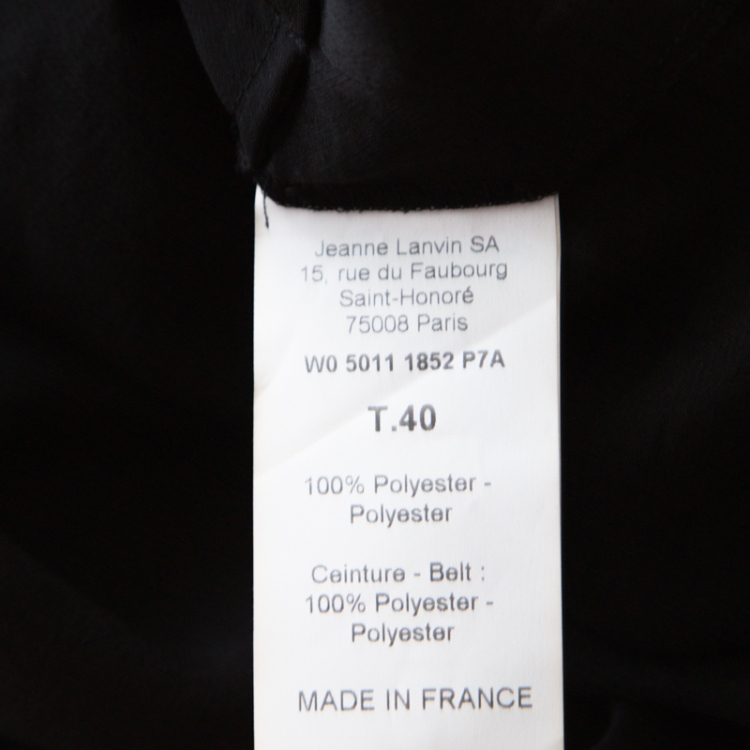 Jeanne Lanvin SA
15, rue du Faubourg
Saint-Honoré
75008 Paris
W0 5011 1852 P7A
T.40
100% Polyester -
Polyester
Ceinture - Belt :
100% Polyester -
Polyester
MADE IN FRANCE